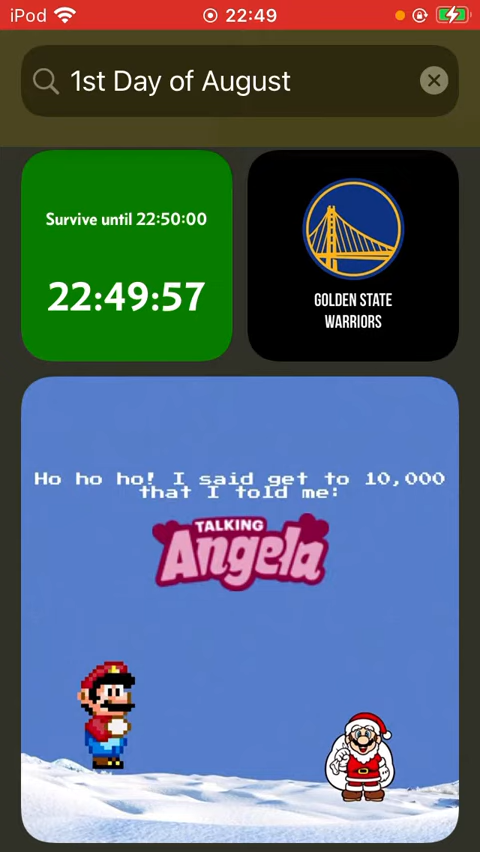 iPod 22:49
1st Day of August
Survive until 22:50:00
22:49:57
GOLDEN STATE
WARRIORS
Ho ho ho! I said get to 10,000
that I told me:
TALKING
Angela